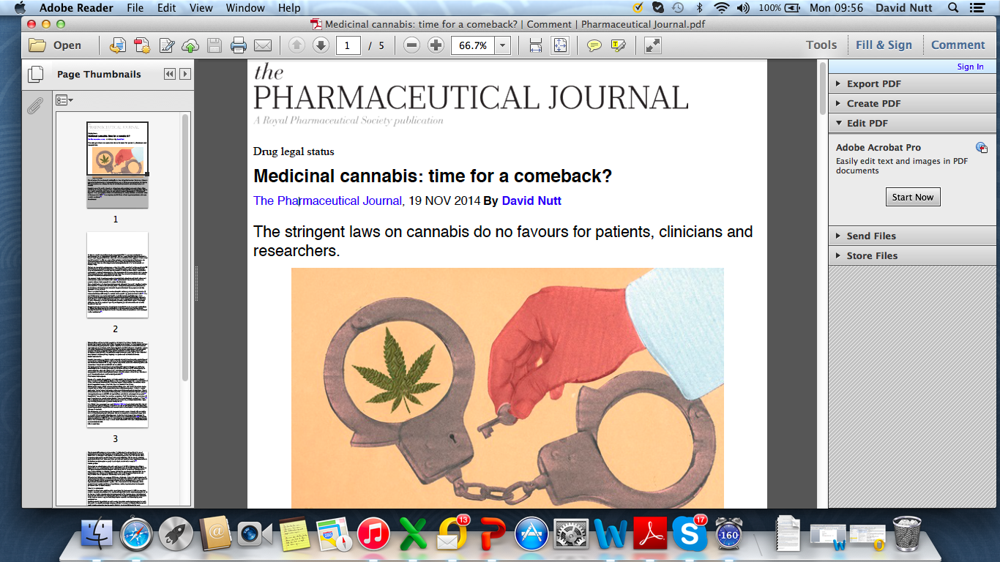 Adobe Reader File Edit View Window Help 100% Mon 09:56 David Nutt
Medicinal cannabis: time for a comeback? | Comment | Pharmaceutical Journal.pdf
Open 1 / 5 66.7% Tools Fill & Sign Comment
Page Thumbnails
1
2
3
the
PHARMACEUTICAL JOURNAL
A Royal Pharmaceutical Society publication
Drug legal status
Medicinal cannabis: time for a comeback?
The Pharmaceutical Journal, 19 NOV 2014 By David Nutt
The stringent laws on cannabis do no favours for patients, clinicians and
researchers.
Sign In
Export PDF
Create PDF
Edit PDF
Adobe Acrobat Pro
Easily edit text and images in PDF
documents
Start Now
Send Files
Store Files
13
17
-160